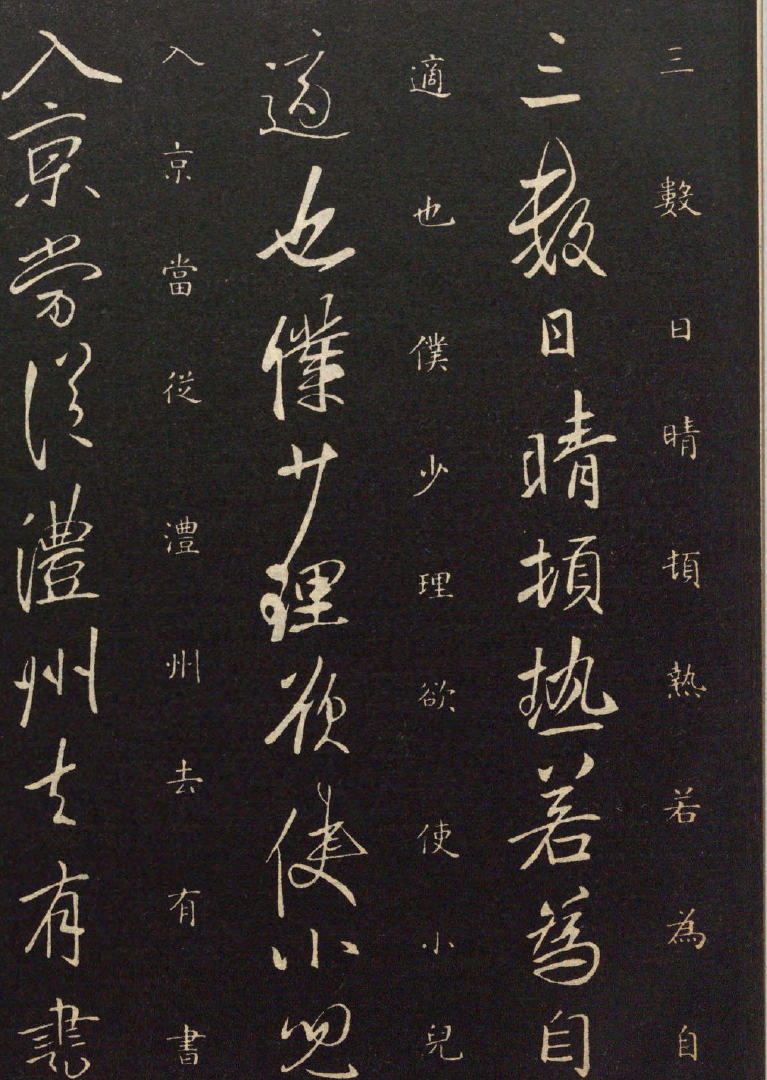 三數日晴頓熱若為自
三數日晴頓熱若為自
適也僕少理欲使小兒
適也僕少理欲使小兒
入京當從澧州去有書
入京當從澧州去有書